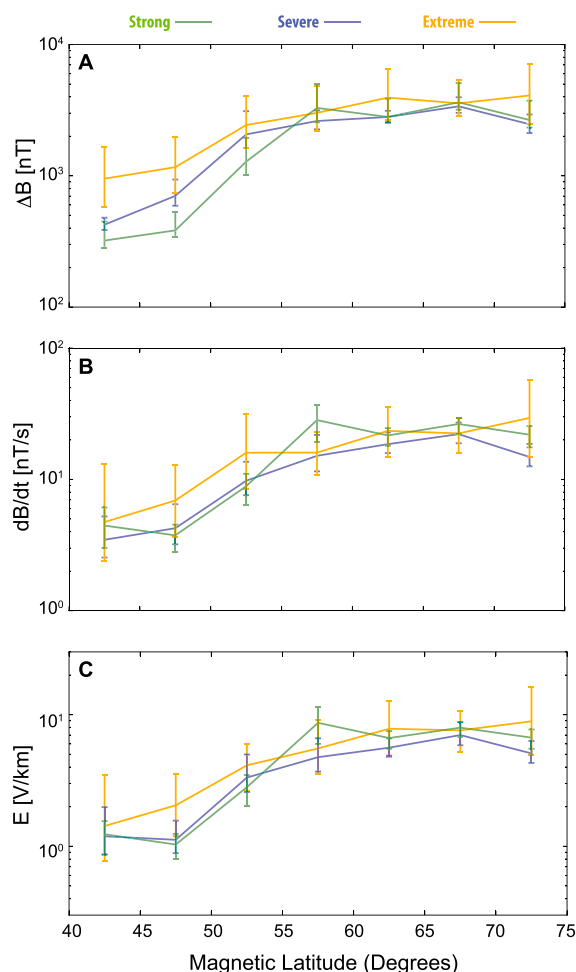 Strong Severe Extreme
A
10^4
10^3
10^2
ΔB [nT]
B
10^2
10^1
10^0
dB/dt [nT/s]
C
10^1
10^0
E [V/km]
40 45 50 55 60 65 70 75
Magnetic Latitude (Degrees)